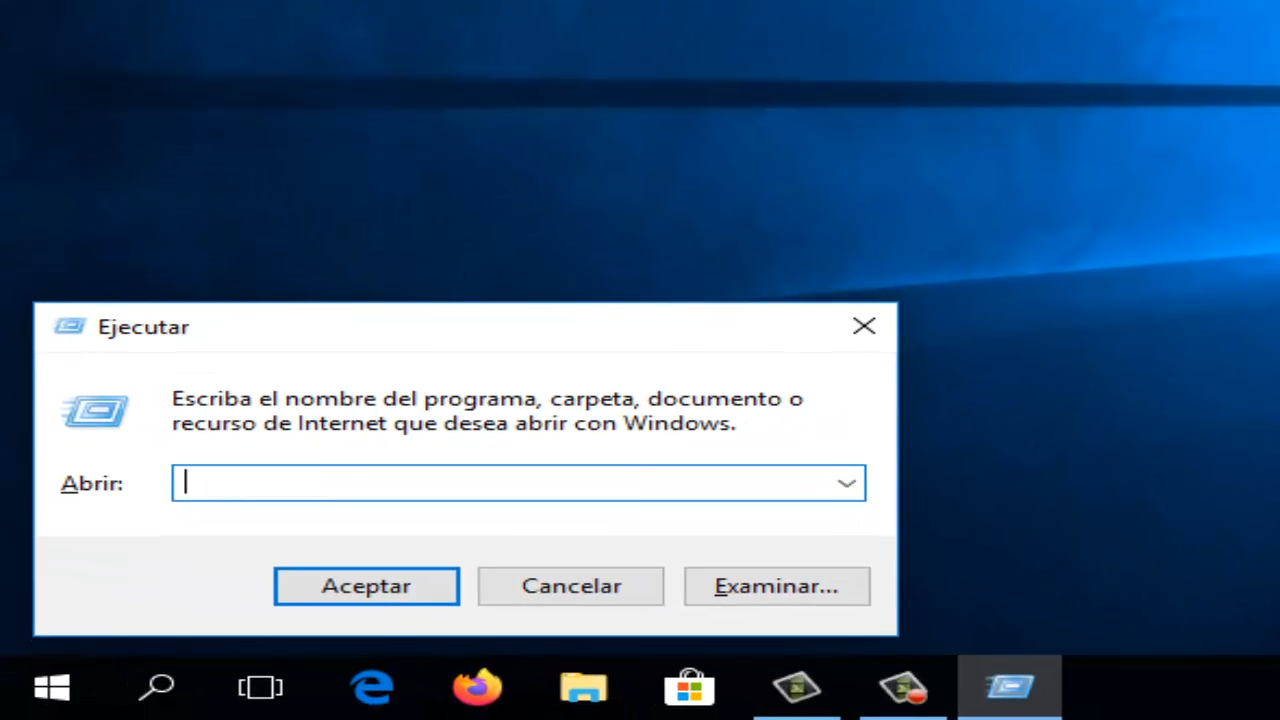 Ejecutar
Escriba el nombre del programa, carpeta, documento o
recurso de Internet que desea abrir con Windows.
Abrir:
Aceptar
Cancelar
Examinar...